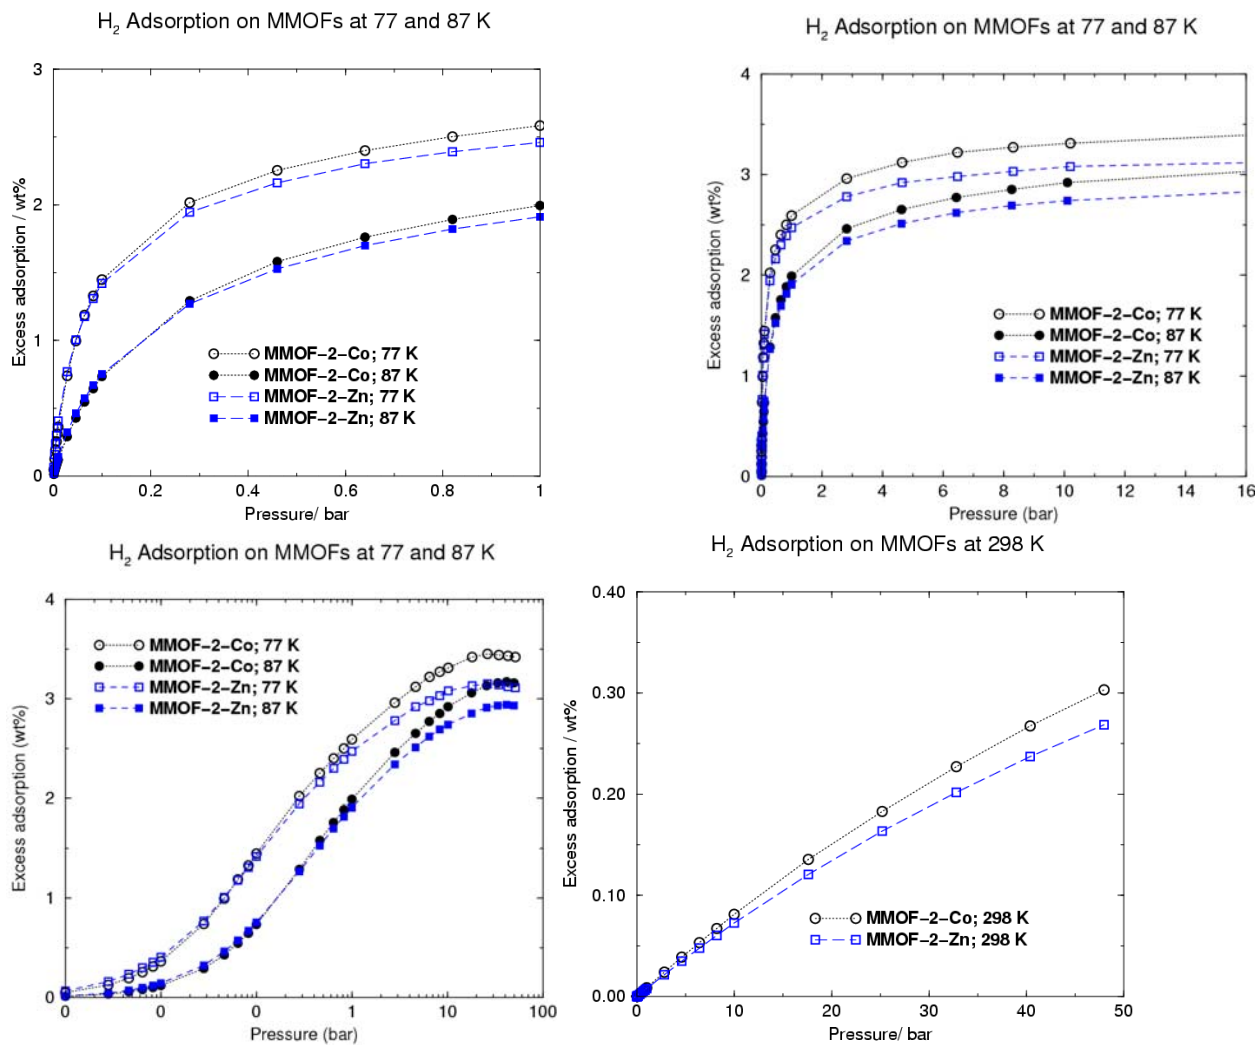 H₂ Adsorption on MMOFs at 77 and 87 K
3
2
1
0
Excess adsorption / wt%
MMOF−2−Co; 77 K
MMOF−2−Co; 87 K
MMOF−2−Zn; 77 K
MMOF−2−Zn; 87 K
0 0.2 0.4 0.6 0.8 1
Pressure/ bar
H₂ Adsorption on MMOFs at 77 and 87 K
4
3
2
1
0
Excess adsorption (wt%)
MMOF−2−Co; 77 K
MMOF−2−Co; 87 K
MMOF−2−Zn; 77 K
MMOF−2−Zn; 87 K
0 2 4 6 8 10 12 14 16
Pressure (bar)
H₂ Adsorption on MMOFs at 77 and 87 K
4
3
2
1
0
Excess adsorption (wt%)
MMOF−2−Co; 77 K
MMOF−2−Co; 87 K
MMOF−2−Zn; 77 K
MMOF−2−Zn; 87 K
0 0 0 1 10 100
Pressure (bar)
H₂ Adsorption on MMOFs at 298 K
0.40
0.30
0.20
0.10
0.00
Excess adsorption / wt%
MMOF−2−Co; 298 K
MMOF−2−Zn; 298 K
0 10 20 30 40 50
Pressure/ bar